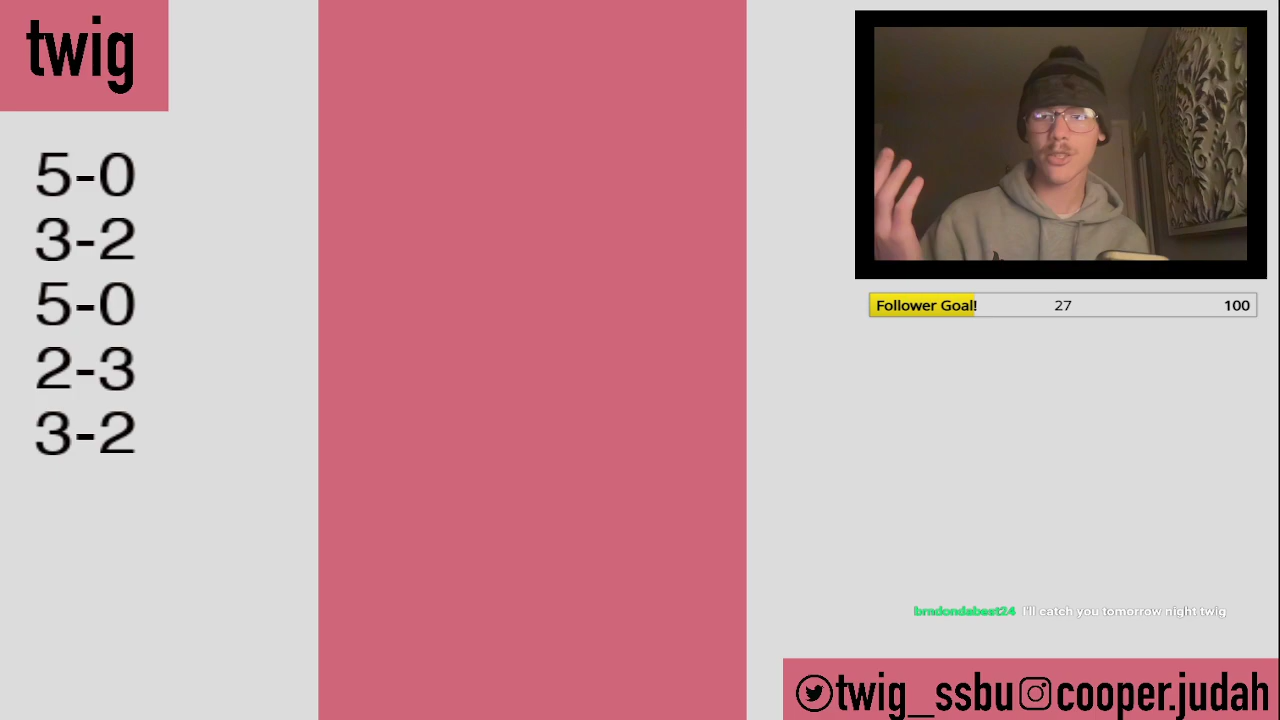 twig
5-0
3-2
5-0
2-3
3-2
Follower Goal! 27 100
brndondabest24 I'll catch you tomorrow night twig
twig_ssbu cooper.judah